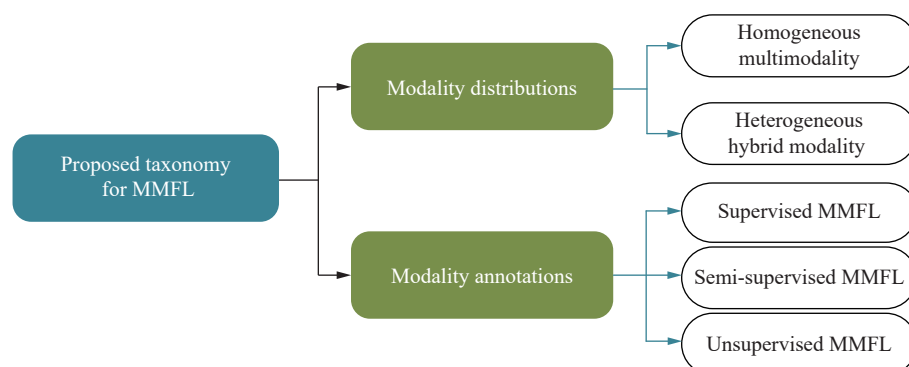 Proposed taxonomy
for MMFL
Modality distributions
Homogeneous
multimodality
Heterogeneous
hybrid modality
Modality annotations
Supervised MMFL
Semi-supervised MMFL
Unsupervised MMFL